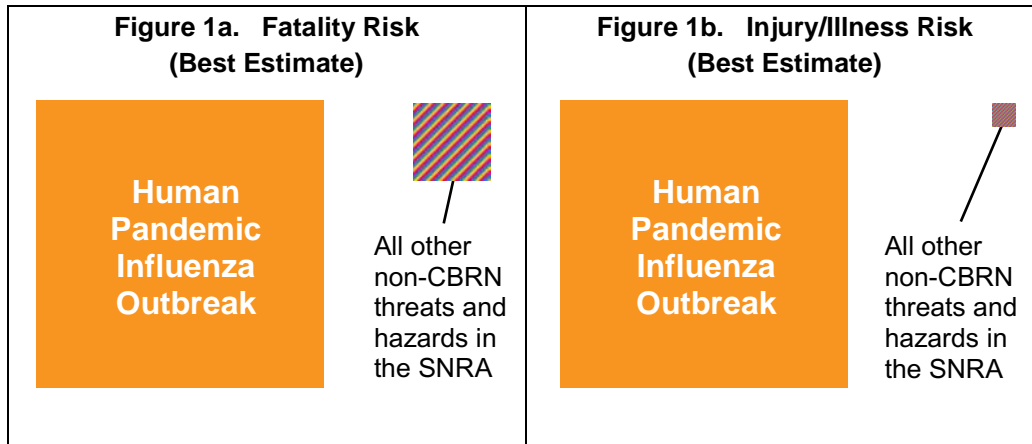 Figure 1a. Fatality Risk
(Best Estimate)
Human
Pandemic
Influenza
Outbreak
All other
non-CBRN
threats and
hazards in
the SNRA
Figure 1b. Injury/Illness Risk
(Best Estimate)
Human
Pandemic
Influenza
Outbreak
All other
non-CBRN
threats and
hazards in
the SNRA